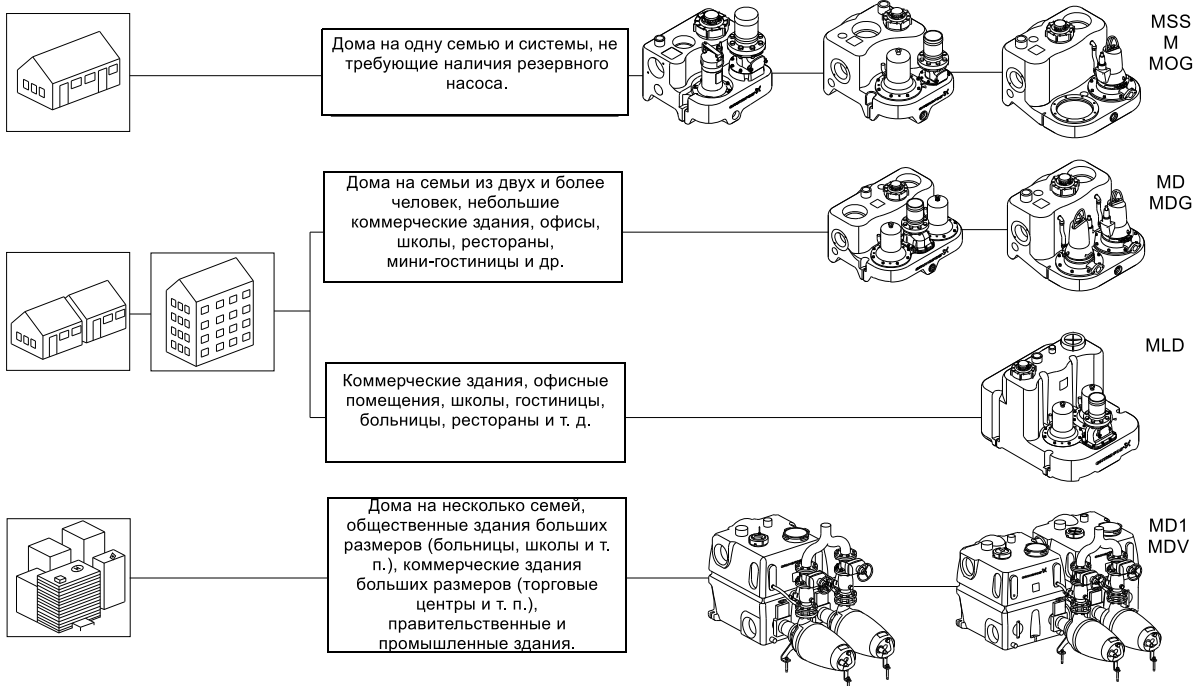 Дома на одну семью и системы, не
требующие наличия резервного
насоса.
MSS
M
MOG
Дома на семьи из двух и более
человек, небольшие
коммерческие здания, офисы,
школы, рестораны,
мини-гостиницы и др.
MD
MDG
Коммерческие здания, офисные
помещения, школы, гостиницы,
больницы, рестораны и т. д.
MLD
Дома на несколько семей,
общественные здания больших
размеров (больницы, школы и т.
п.), коммерческие здания
больших размеров (торговые
центры и т. п.),
правительственные и
промышленные здания.
MD1
MDV